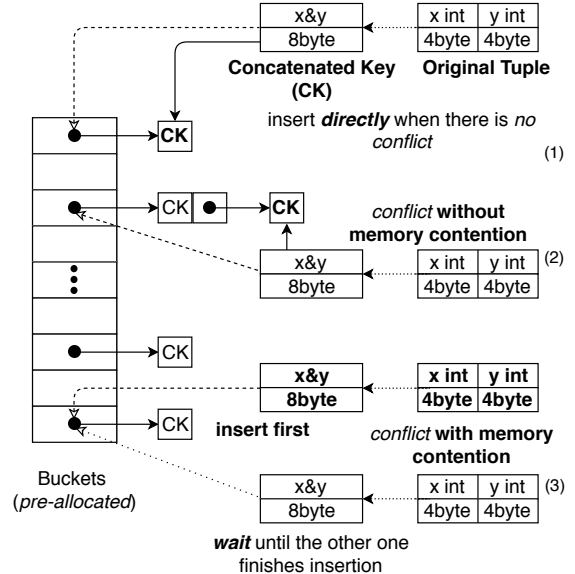 x&y x int y int
8byte 4byte 4byte
Concatenated Key Original Tuple
(CK)
insert directly when there is no
conflict
CK
(1)
CK CK
conflict without
memory contention
x&y x int y int (2)
8byte 4byte 4byte
CK
x&y x int y int
8byte 4byte 4byte
CK
insert first conflict with memory
contention
Buckets
(pre-allocated)
x&y x int y int (3)
8byte 4byte 4byte
wait until the other one
finishes insertion